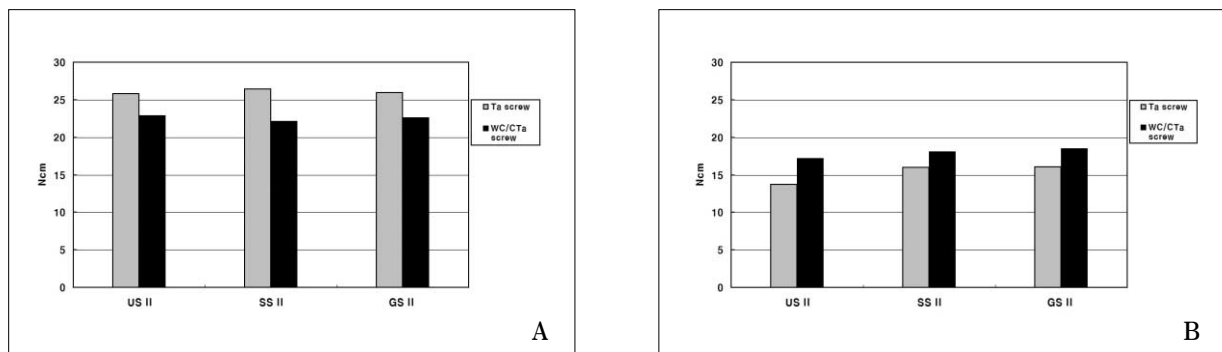 30
25
20
15
10
5
0
Ncm
US II
SS II
GS II
Ta screw
WC/CTa
screw
A
30
25
20
15
10
5
0
Ncm
US II
SS II
GS II
Ta screw
WC/CTa
screw
B